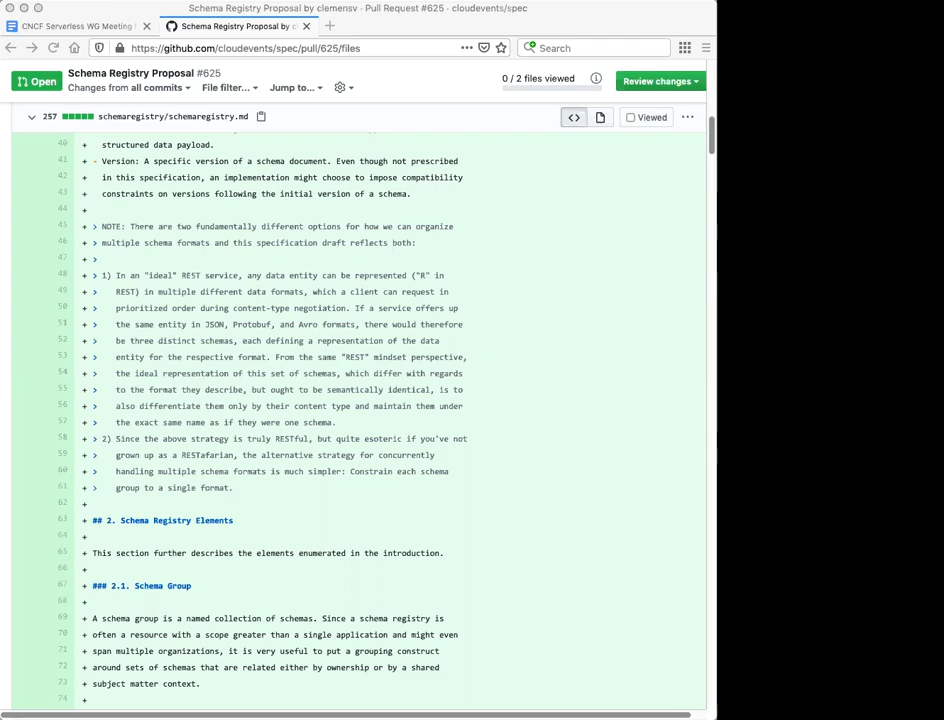 Schema Registry Proposal by clemensv · Pull Request #625 · cloudevents/spec
CNCF Serverless WG Meeting
Schema Registry Proposal by c
https://github.com/cloudevents/spec/pull/625/files
Search
Open
Schema Registry Proposal #625
Changes from all commits
File filter...
Jump to...
0 / 2 files viewed
Review changes
257 schemaregistry/schemaregistry.md
Viewed
40 + structured data payload.
41 + - Version: A specific version of a schema document. Even though not prescribed
42 + in this specification, an implementation might choose to impose compatibility
43 + constraints on versions following the initial version of a schema.
44 +
45 + > NOTE: There are two fundamentally different options for how we can organize
46 + > multiple schema formats and this specification draft reflects both:
47 + >
48 + > 1) In an "ideal" REST service, any data entity can be represented ("R" in
49 + > REST) in multiple different data formats, which a client can request in
50 + > prioritized order during content-type negotiation. If a service offers up
51 + > the same entity in JSON, Protobuf, and Avro formats, there would therefore
52 + > be three distinct schemas, each defining a representation of the data
53 + > entity for the respective format. From the same "REST" mindset perspective,
54 + > the ideal representation of this set of schemas, which differ with regards
55 + > to the format they describe, but ought to be semantically identical, is to
56 + > also differentiate them only by their content type and maintain them under
57 + > the exact same name as if they were one schema.
58 + > 2) Since the above strategy is truly RESTful, but quite esoteric if you've not
59 + > grown up as a RESTafarian, the alternative strategy for concurrently
60 + > handling multiple schema formats is much simpler: Constrain each schema
61 + > group to a single format.
62 +
63 + ## 2. Schema Registry Elements
64 +
65 + This section further describes the elements enumerated in the introduction.
66 +
67 + ### 2.1. Schema Group
68 +
69 + A schema group is a named collection of schemas. Since a schema registry is
70 + often a resource with a scope greater than a single application and might even
71 + span multiple organizations, it is very useful to put a grouping construct
72 + around sets of schemas that are related either by ownership or by a shared
73 + subject matter context.
74 +